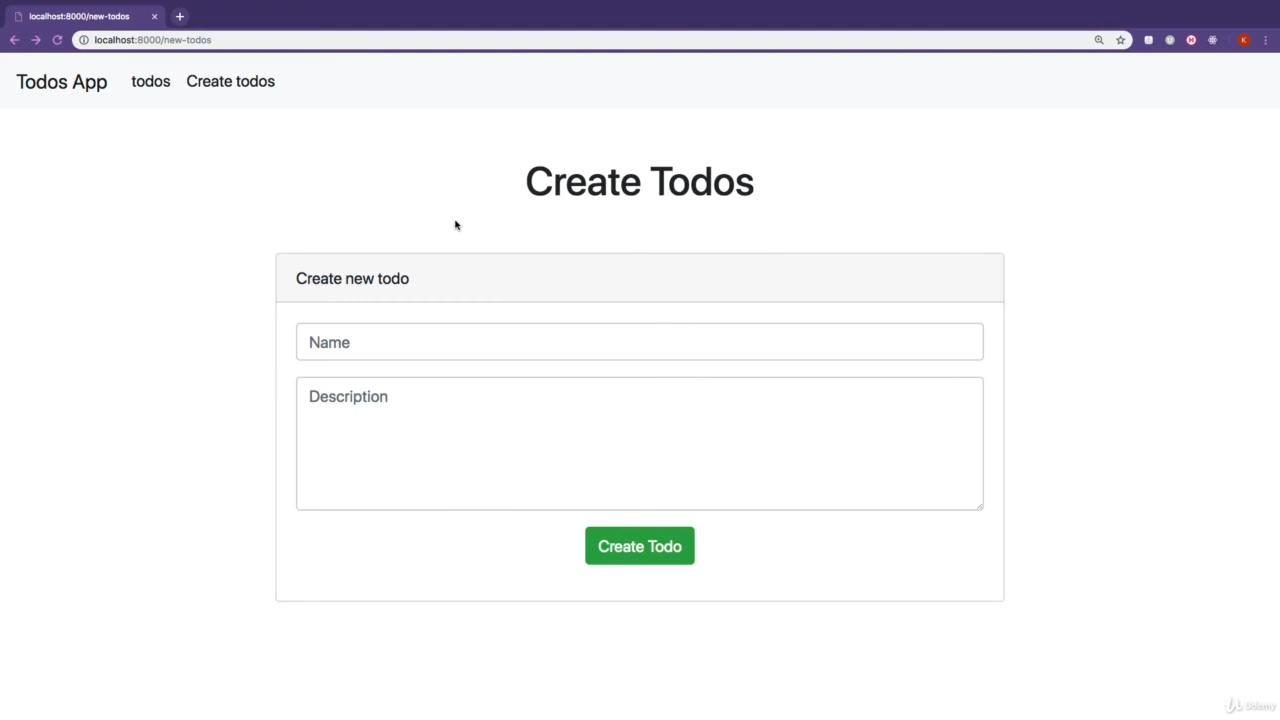 localhost:8000/new-todos
localhost:8000/new-todos
K
Todos App todos Create todos
Create Todos
Create new todo
Name
Description
Create Todo
Udemy